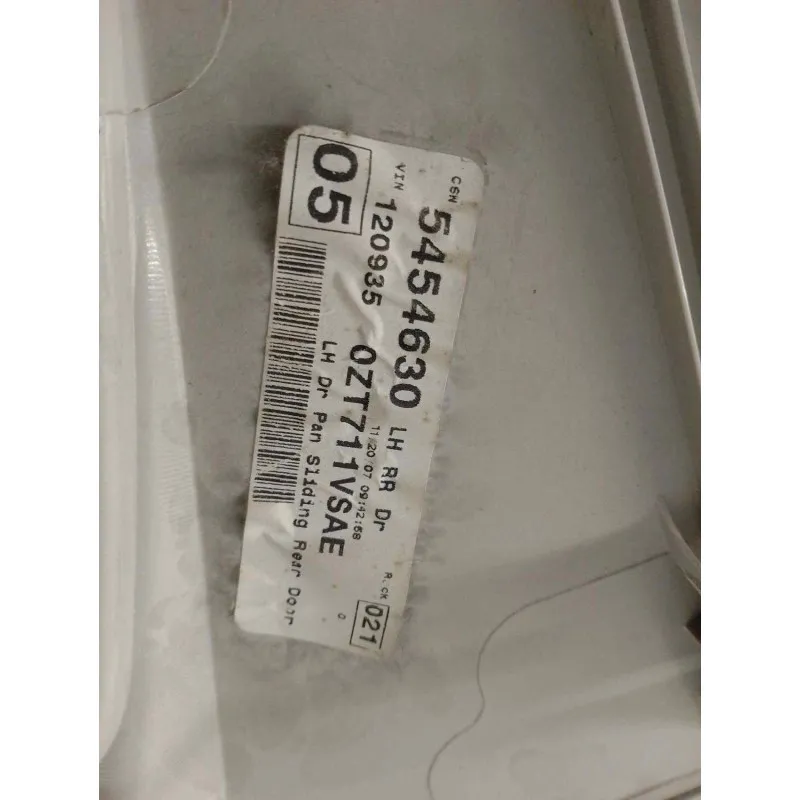 CSN 5454630 LH RR Dr
VIN 120935 11/20/07 09:42:58
05
0ZT711VSAE
021
0
LH Dr Pan Sliding Rear Door